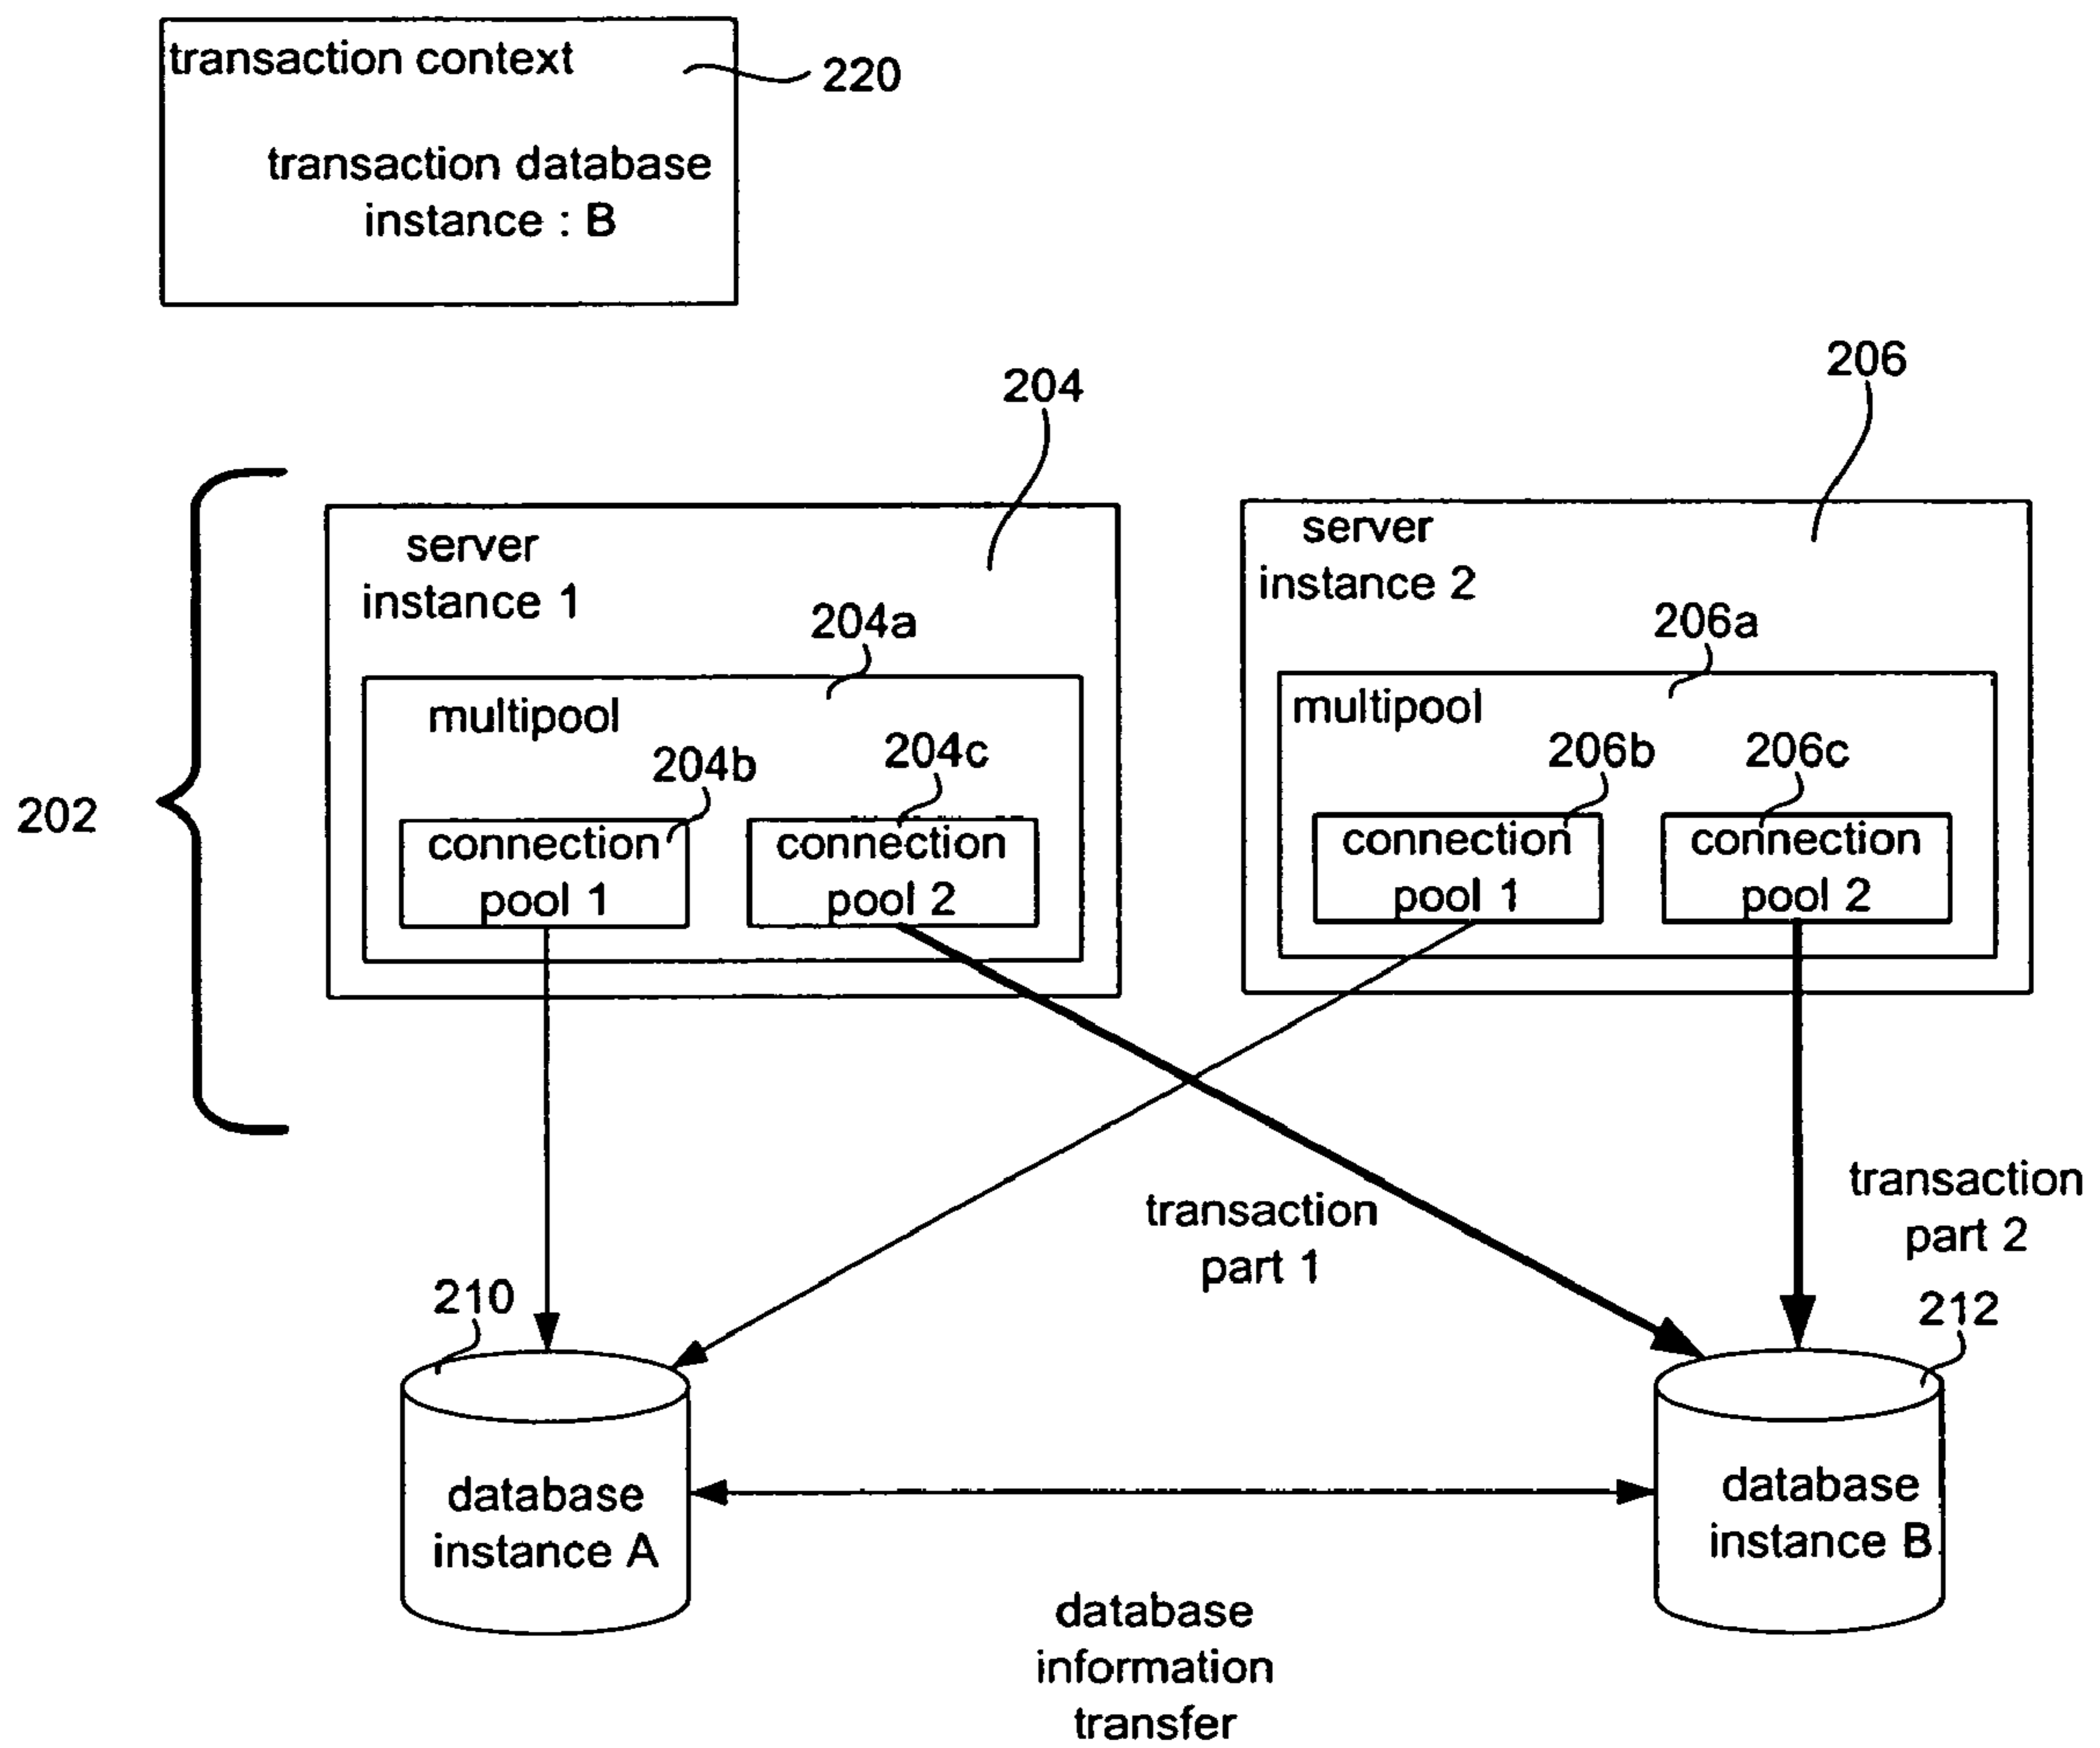 transaction context
220
transaction database
instance : B
204
206
server
instance 1
server
instance 2
204a
206a
multipool
multipool
204b
204c
206b
206c
202
connection
pool 1
connection
pool 2
connection
pool 1
connection
pool 2
transaction
part 1
transaction
part 2
210
212
database
instance A
database
instance B
database
information
transfer